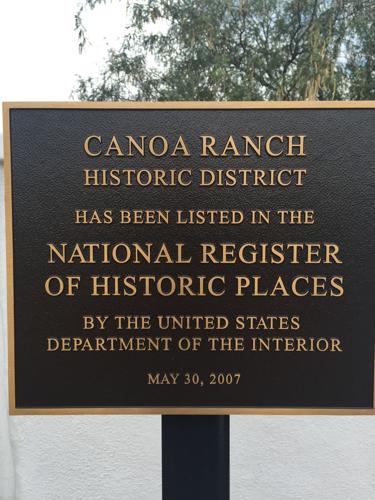 CANOA RANCH
HISTORIC DISTRICT
HAS BEEN LISTED IN THE
NATIONAL REGISTER
OF HISTORIC PLACES
BY THE UNITED STATES
DEPARTMENT OF THE INTERIOR
MAY 30, 2007